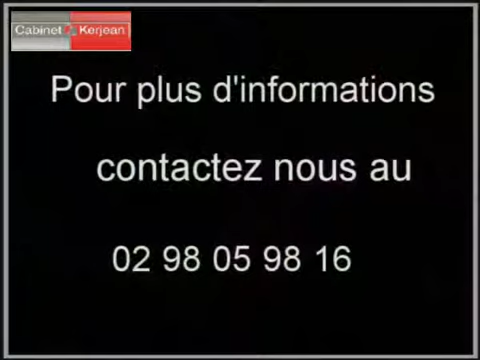 Cabinet Kerjean
Pour plus d'informations
contactez nous au
02 98 05 98 16